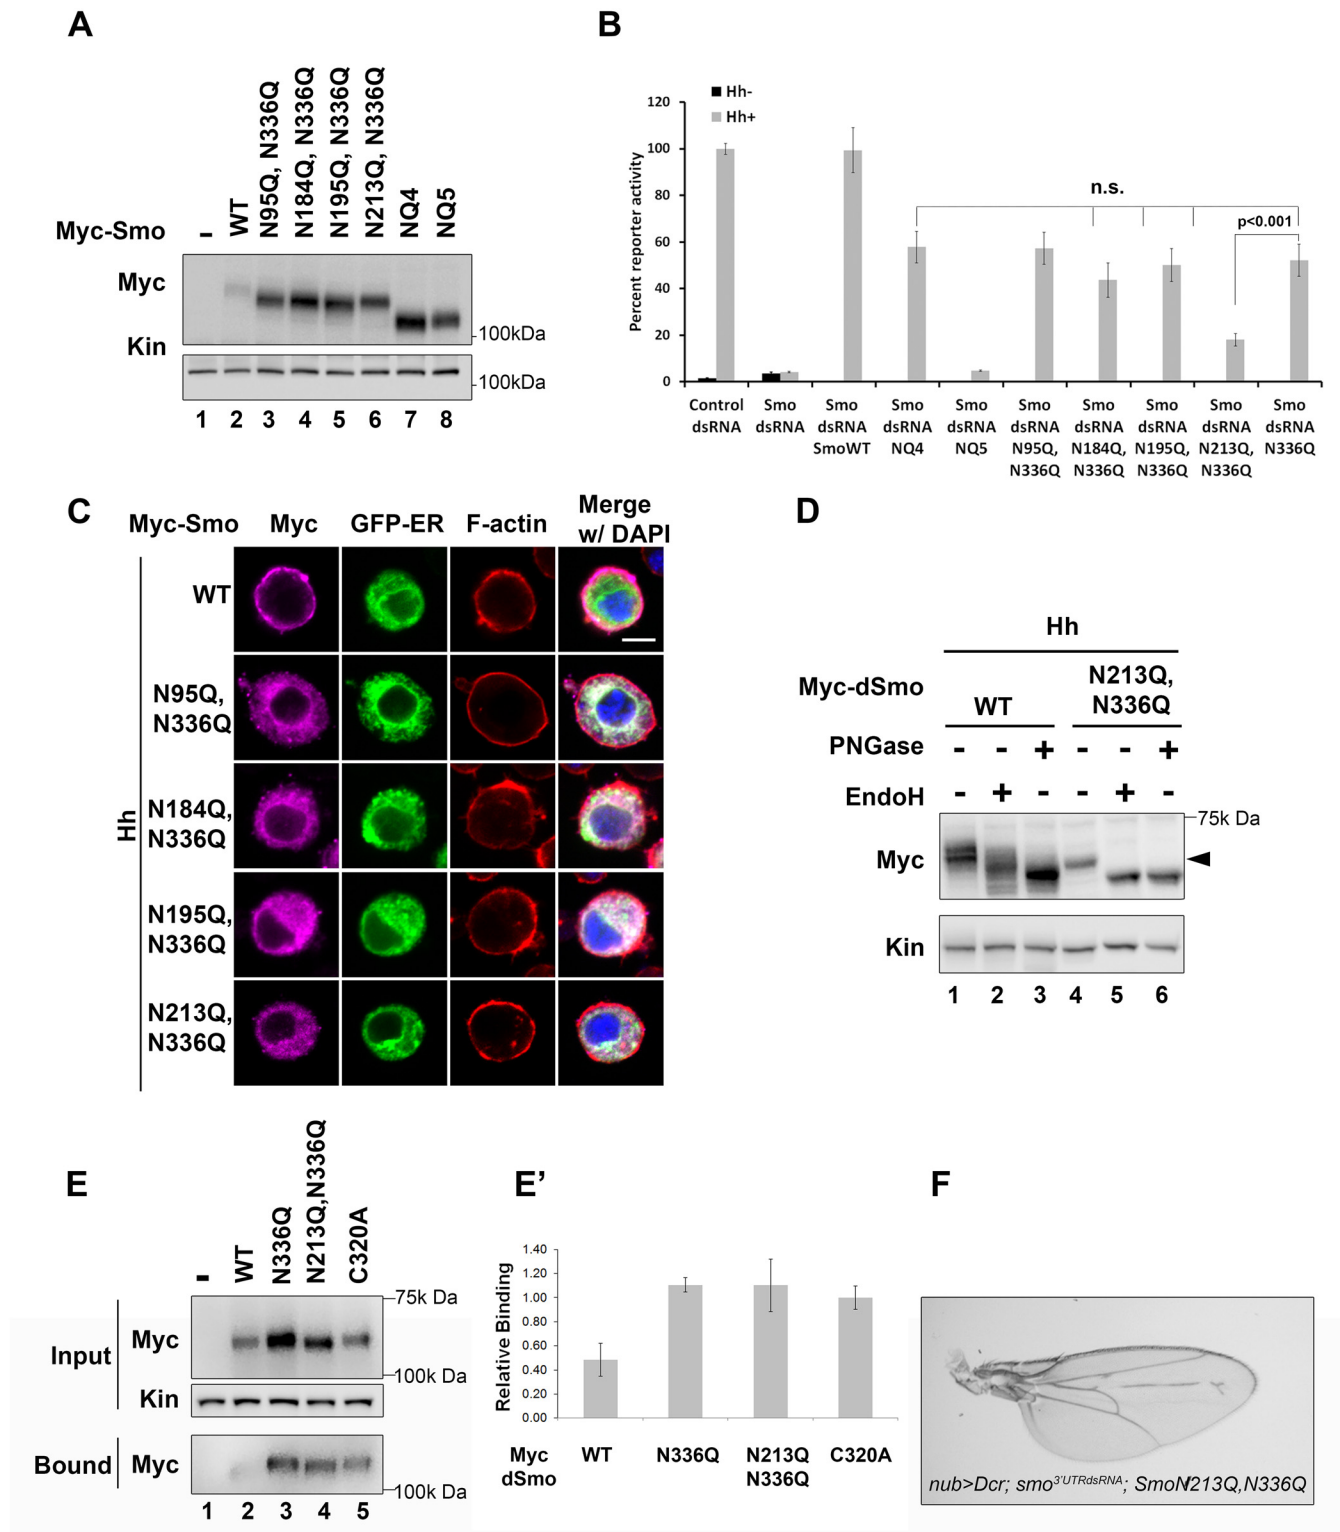 A
Myc-Smo
-
WT
N95Q, N336Q
N184Q, N336Q
N195Q, N336Q
N213Q, N336Q
NQ4
NQ5
Myc
100kDa
Kin
100kDa
1 2 3 4 5 6 7 8
B
Hh-
Hh+
Percent reporter activity
120
100
80
60
40
20
0
n.s.
p<0.001
Control dsRNA
Smo dsRNA
Smo dsRNA SmoWT
Smo dsRNA NQ4
Smo dsRNA NQ5
Smo dsRNA N95Q, N336Q
Smo dsRNA N184Q, N336Q
Smo dsRNA N195Q, N336Q
Smo dsRNA N213Q, N336Q
Smo dsRNA N336Q
C
Myc-Smo Myc GFP-ER F-actin Merge w/ DAPI
Hh
WT
N95Q,
N336Q
N184Q,
N336Q
N195Q,
N336Q
N213Q,
N336Q
D
Hh
Myc-dSmo
WT
N213Q,
N336Q
PNGase - - + - - +
EndoH - + - - + -
75k Da
Myc
Kin
1 2 3 4 5 6
E
-
WT
N336Q
N213Q,N336Q
C320A
75k Da
Input
Myc
100k Da
Kin
Bound
Myc
100k Da
1 2 3 4 5
E’
Relative Binding
1.40
1.20
1.00
0.80
0.60
0.40
0.20
0.00
Myc
dSmo
WT
N336Q
N213Q
N336Q
C320A
F
nub>Dcr; smo3'UTRdsRNA; SmoN213Q,N336Q